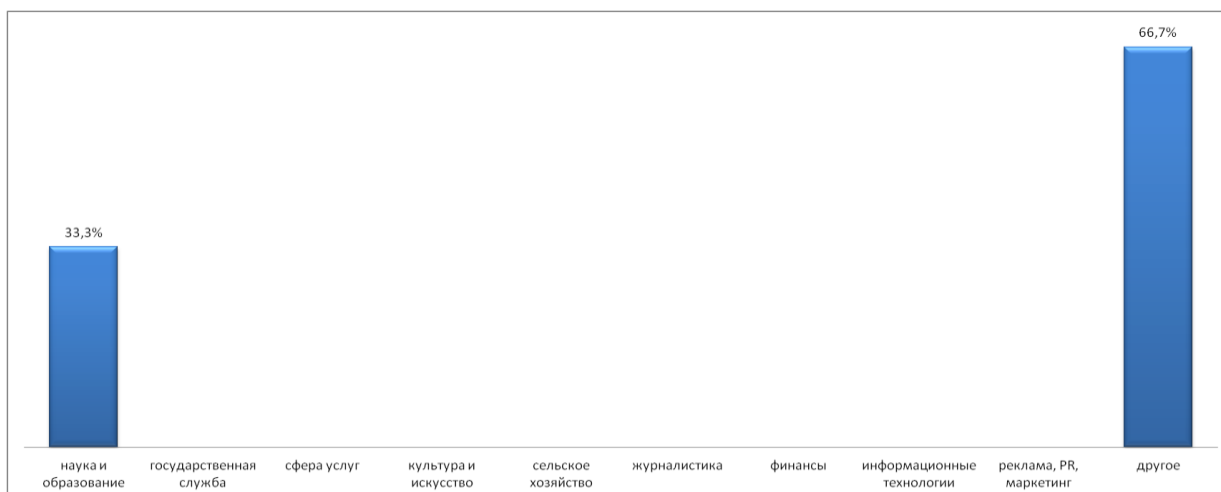 66,7%
33,3%
наука и
образование
государственная
служба
сфера услуг
культура и
искусство
сельское
хозяйство
журналистика
финансы
информационные
технологии
реклама, PR,
маркетинг
другое